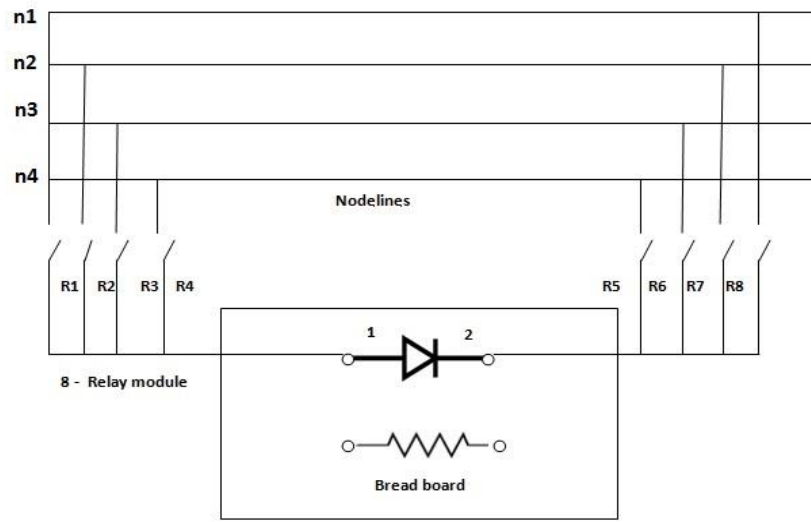 n1
n2
n3
n4
Nodelines
R1 R2 R3 R4 R5 R6 R7 R8
1 2
8 - Relay module
Bread board